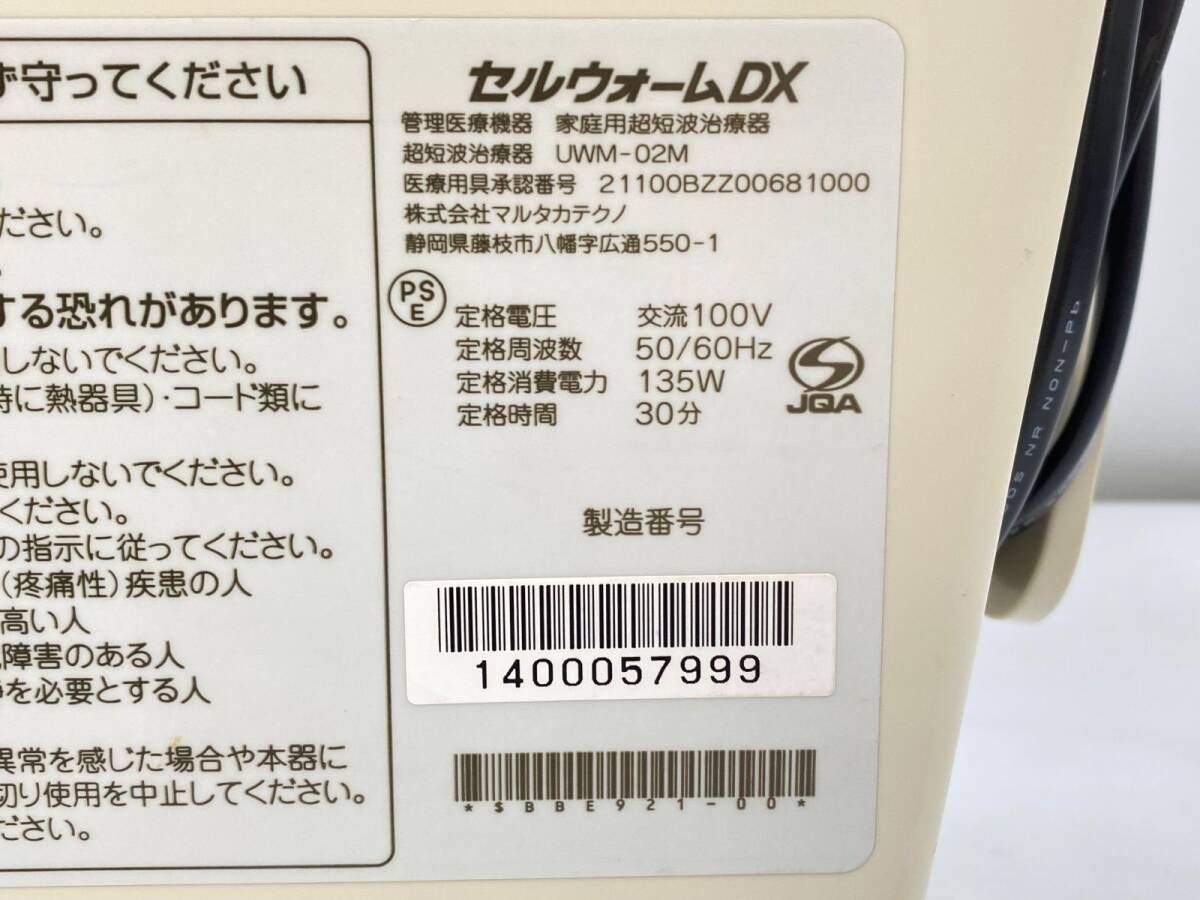 ず守ってください
ださい。
する恐れがあります。
しないでください。
特に熱器具)・コード類に
使用しないでください。
ください。
の指示に従ってください。
(疼痛性)疾患の人
高い人
障害のある人
を必要とする人
異常を感じた場合や本器に
切り使用を中止してください。
ださい。
セルウォームDX
管理医療機器 家庭用超短波治療器
超短波治療器 UWM-02M
医療用具承認番号 21100BZZ00681000
株式会社マルタカテクノ
静岡県藤枝市八幡字広通550-1
PS
E
定格電圧 交流100V
定格周波数 50/60Hz
定格消費電力 135W
定格時間 30分
JQA
製造番号
1400057999
*$BBE921-00*
NR NON-Pb